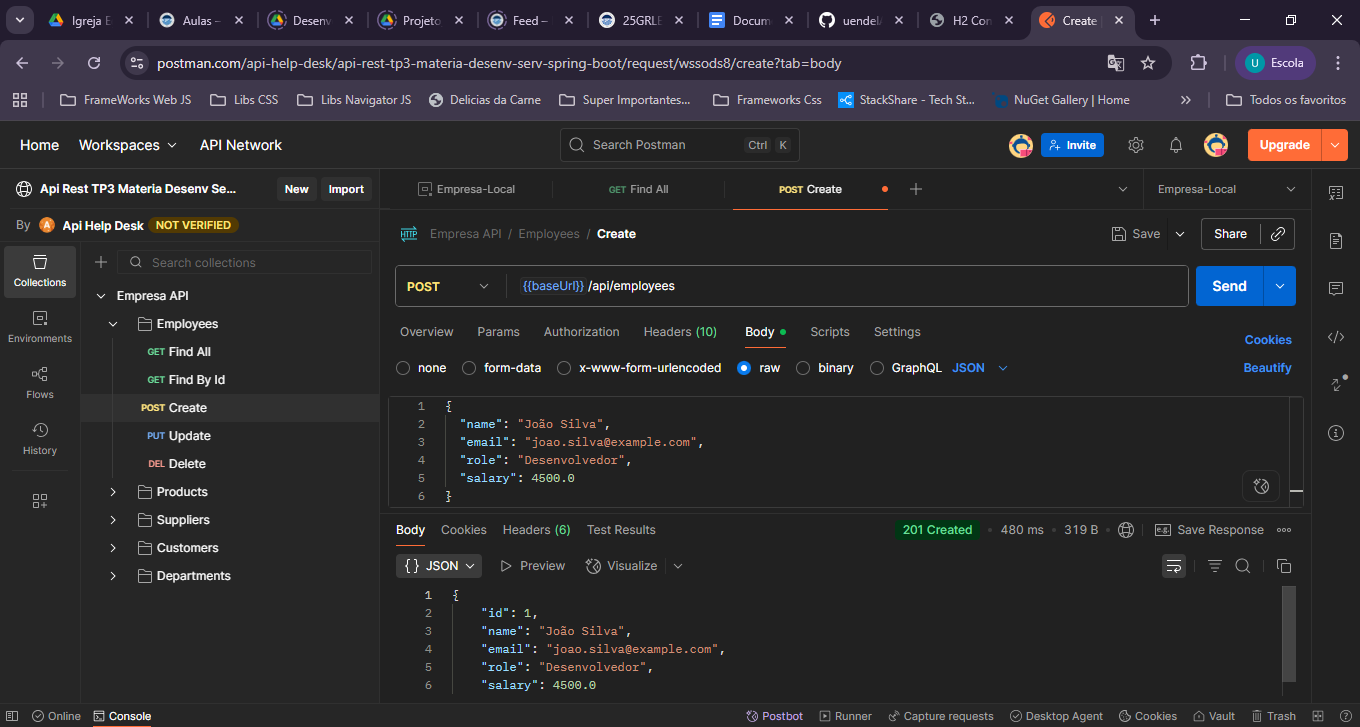 Igreja E
Aulas –
Desenv
Projeto
Feed –
25GRLE
Docum
uendel
H2 Con
Create
postman.com/api-help-desk/api-rest-tp3-materia-desenv-serv-spring-boot/request/wssods8/create?tab=body
U Escola
FrameWorks Web JS
Libs CSS
Libs Navigator JS
Delicias da Carne
Super Importantes...
Frameworks Css
StackShare - Tech St...
NuGet Gallery | Home
Todos os favoritos
Home
Workspaces
API Network
Search Postman
Ctrl K
Invite
Upgrade
Api Rest TP3 Materia Desenv Se...
New
Import
By A Api Help Desk NOT VERIFIED
Collections
Environments
Flows
History
Search collections
Empresa API
Employees
GET Find All
GET Find By Id
POST Create
PUT Update
DEL Delete
Products
Suppliers
Customers
Departments
Empresa-Local
GET Find All
POST Create
Empresa-Local
HTTP Empresa API / Employees / Create
Save
Share
POST
{{baseUrl}} /api/employees
Send
Overview
Params
Authorization
Headers (10)
Body
Scripts
Settings
Cookies
none
form-data
x-www-form-urlencoded
raw
binary
GraphQL
JSON
Beautify
1 {
2 "name": "João Silva",
3 "email": "joao.silva@example.com",
4 "role": "Desenvolvedor",
5 "salary": 4500.0
6 }
Body
Cookies
Headers (6)
Test Results
201 Created
480 ms
319 B
e.g. Save Response
{} JSON
Preview
Visualize
1 {
2 "id": 1,
3 "name": "João Silva",
4 "email": "joao.silva@example.com",
5 "role": "Desenvolvedor",
6 "salary": 4500.0
Online
Console
Postbot
Runner
Capture requests
Desktop Agent
Cookies
Vault
Trash